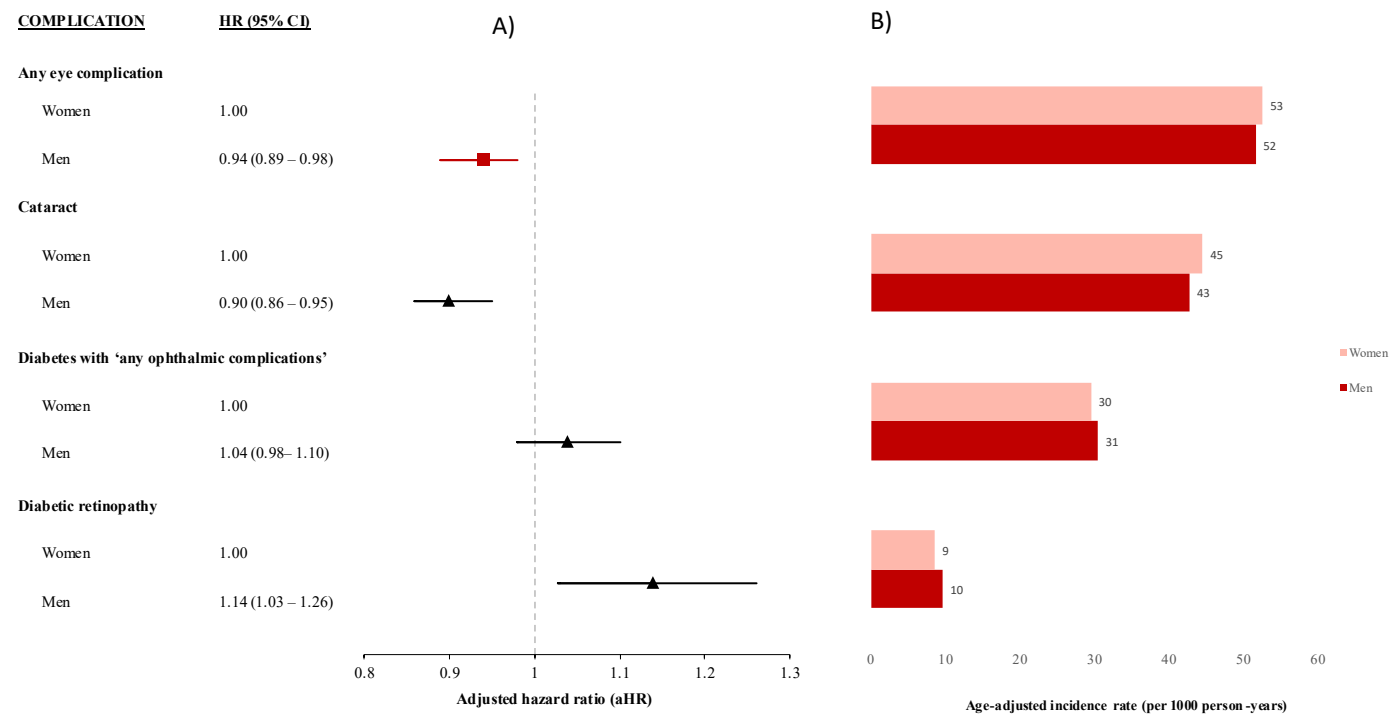 COMPLICATION HR (95% CI) A) B)
Any eye complication
Women 1.00 53
Men 0.94 (0.89 – 0.98) 52
Cataract
Women 1.00 45
Men 0.90 (0.86 – 0.95) 43
Diabetes with ‘any ophthalmic complications’
Women
Women 1.00 30
Men
Men 1.04 (0.98– 1.10) 31
Diabetic retinopathy
Women 1.00 9
Men 1.14 (1.03 – 1.26) 10
0.8 0.9 1 1.1 1.2 1.3 0 10 20 30 40 50 60
Adjusted hazard ratio (aHR) Age-adjusted incidence rate (per 1000 person -years)